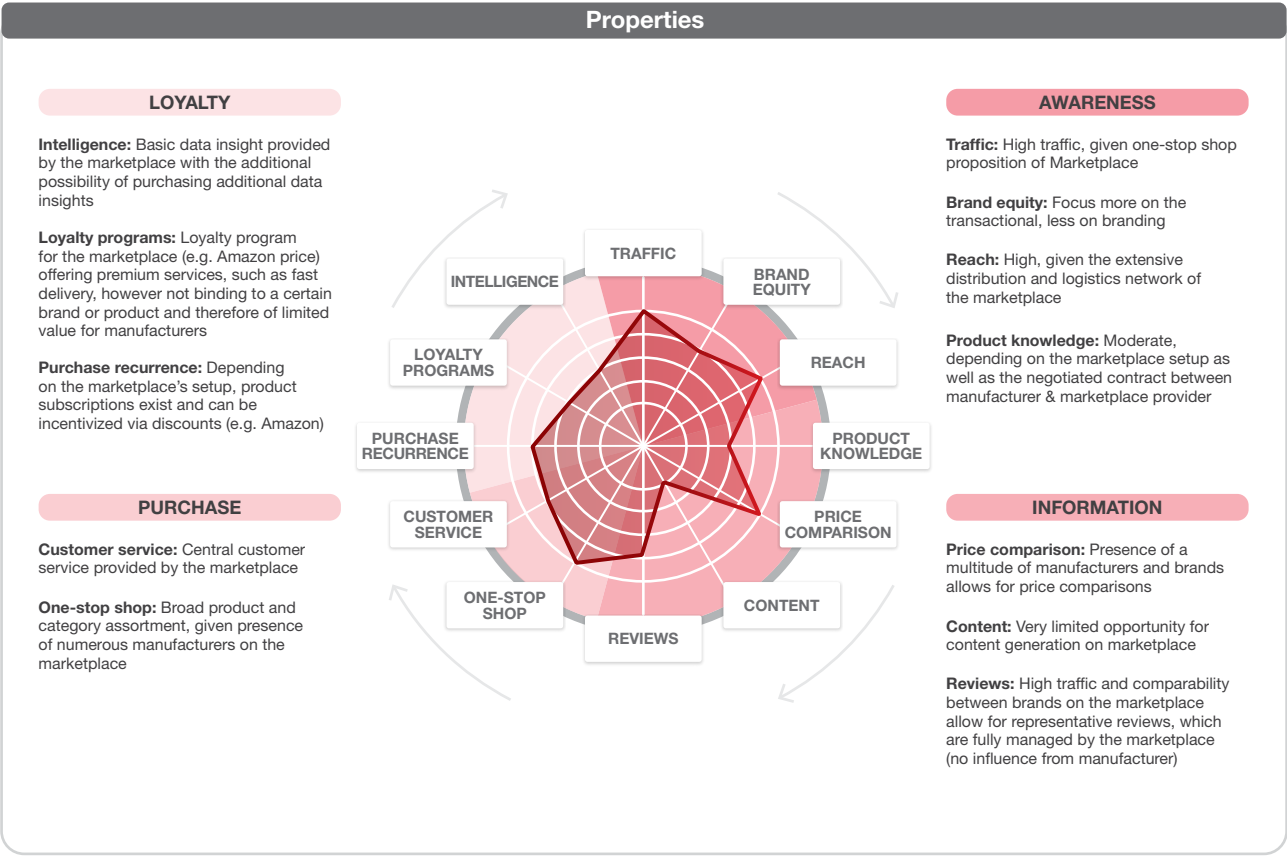 Properties
LOYALTY
Intelligence: Basic data insight provided
by the marketplace with the additional
possibility of purchasing additional data
insights
Loyalty programs: Loyalty program
for the marketplace (e.g. Amazon price)
offering premium services, such as fast
delivery, however not binding to a certain
brand or product and therefore of limited
value for manufacturers
Purchase recurrence: Depending
on the marketplace's setup, product
subscriptions exist and can be
incentivized via discounts (e.g. Amazon)
PURCHASE
Customer service: Central customer
service provided by the marketplace
One-stop shop: Broad product and
category assortment, given presence
of numerous manufacturers on the
marketplace
TRAFFIC
BRAND
EQUITY
REACH
PRODUCT
KNOWLEDGE
PRICE
COMPARISON
CONTENT
REVIEWS
ONE-STOP
SHOP
CUSTOMER
SERVICE
PURCHASE
RECURRENCE
LOYALTY
PROGRAMS
INTELLIGENCE
AWARENESS
Traffic: High traffic, given one-stop shop
proposition of Marketplace
Brand equity: Focus more on the
transactional, less on branding
Reach: High, given the extensive
distribution and logistics network of
the marketplace
Product knowledge: Moderate,
depending on the marketplace setup as
well as the negotiated contract between
manufacturer & marketplace provider
INFORMATION
Price comparison: Presence of a
multitude of manufacturers and brands
allows for price comparisons
Content: Very limited opportunity for
content generation on marketplace
Reviews: High traffic and comparability
between brands on the marketplace
allow for representative reviews, which
are fully managed by the marketplace
(no influence from manufacturer)